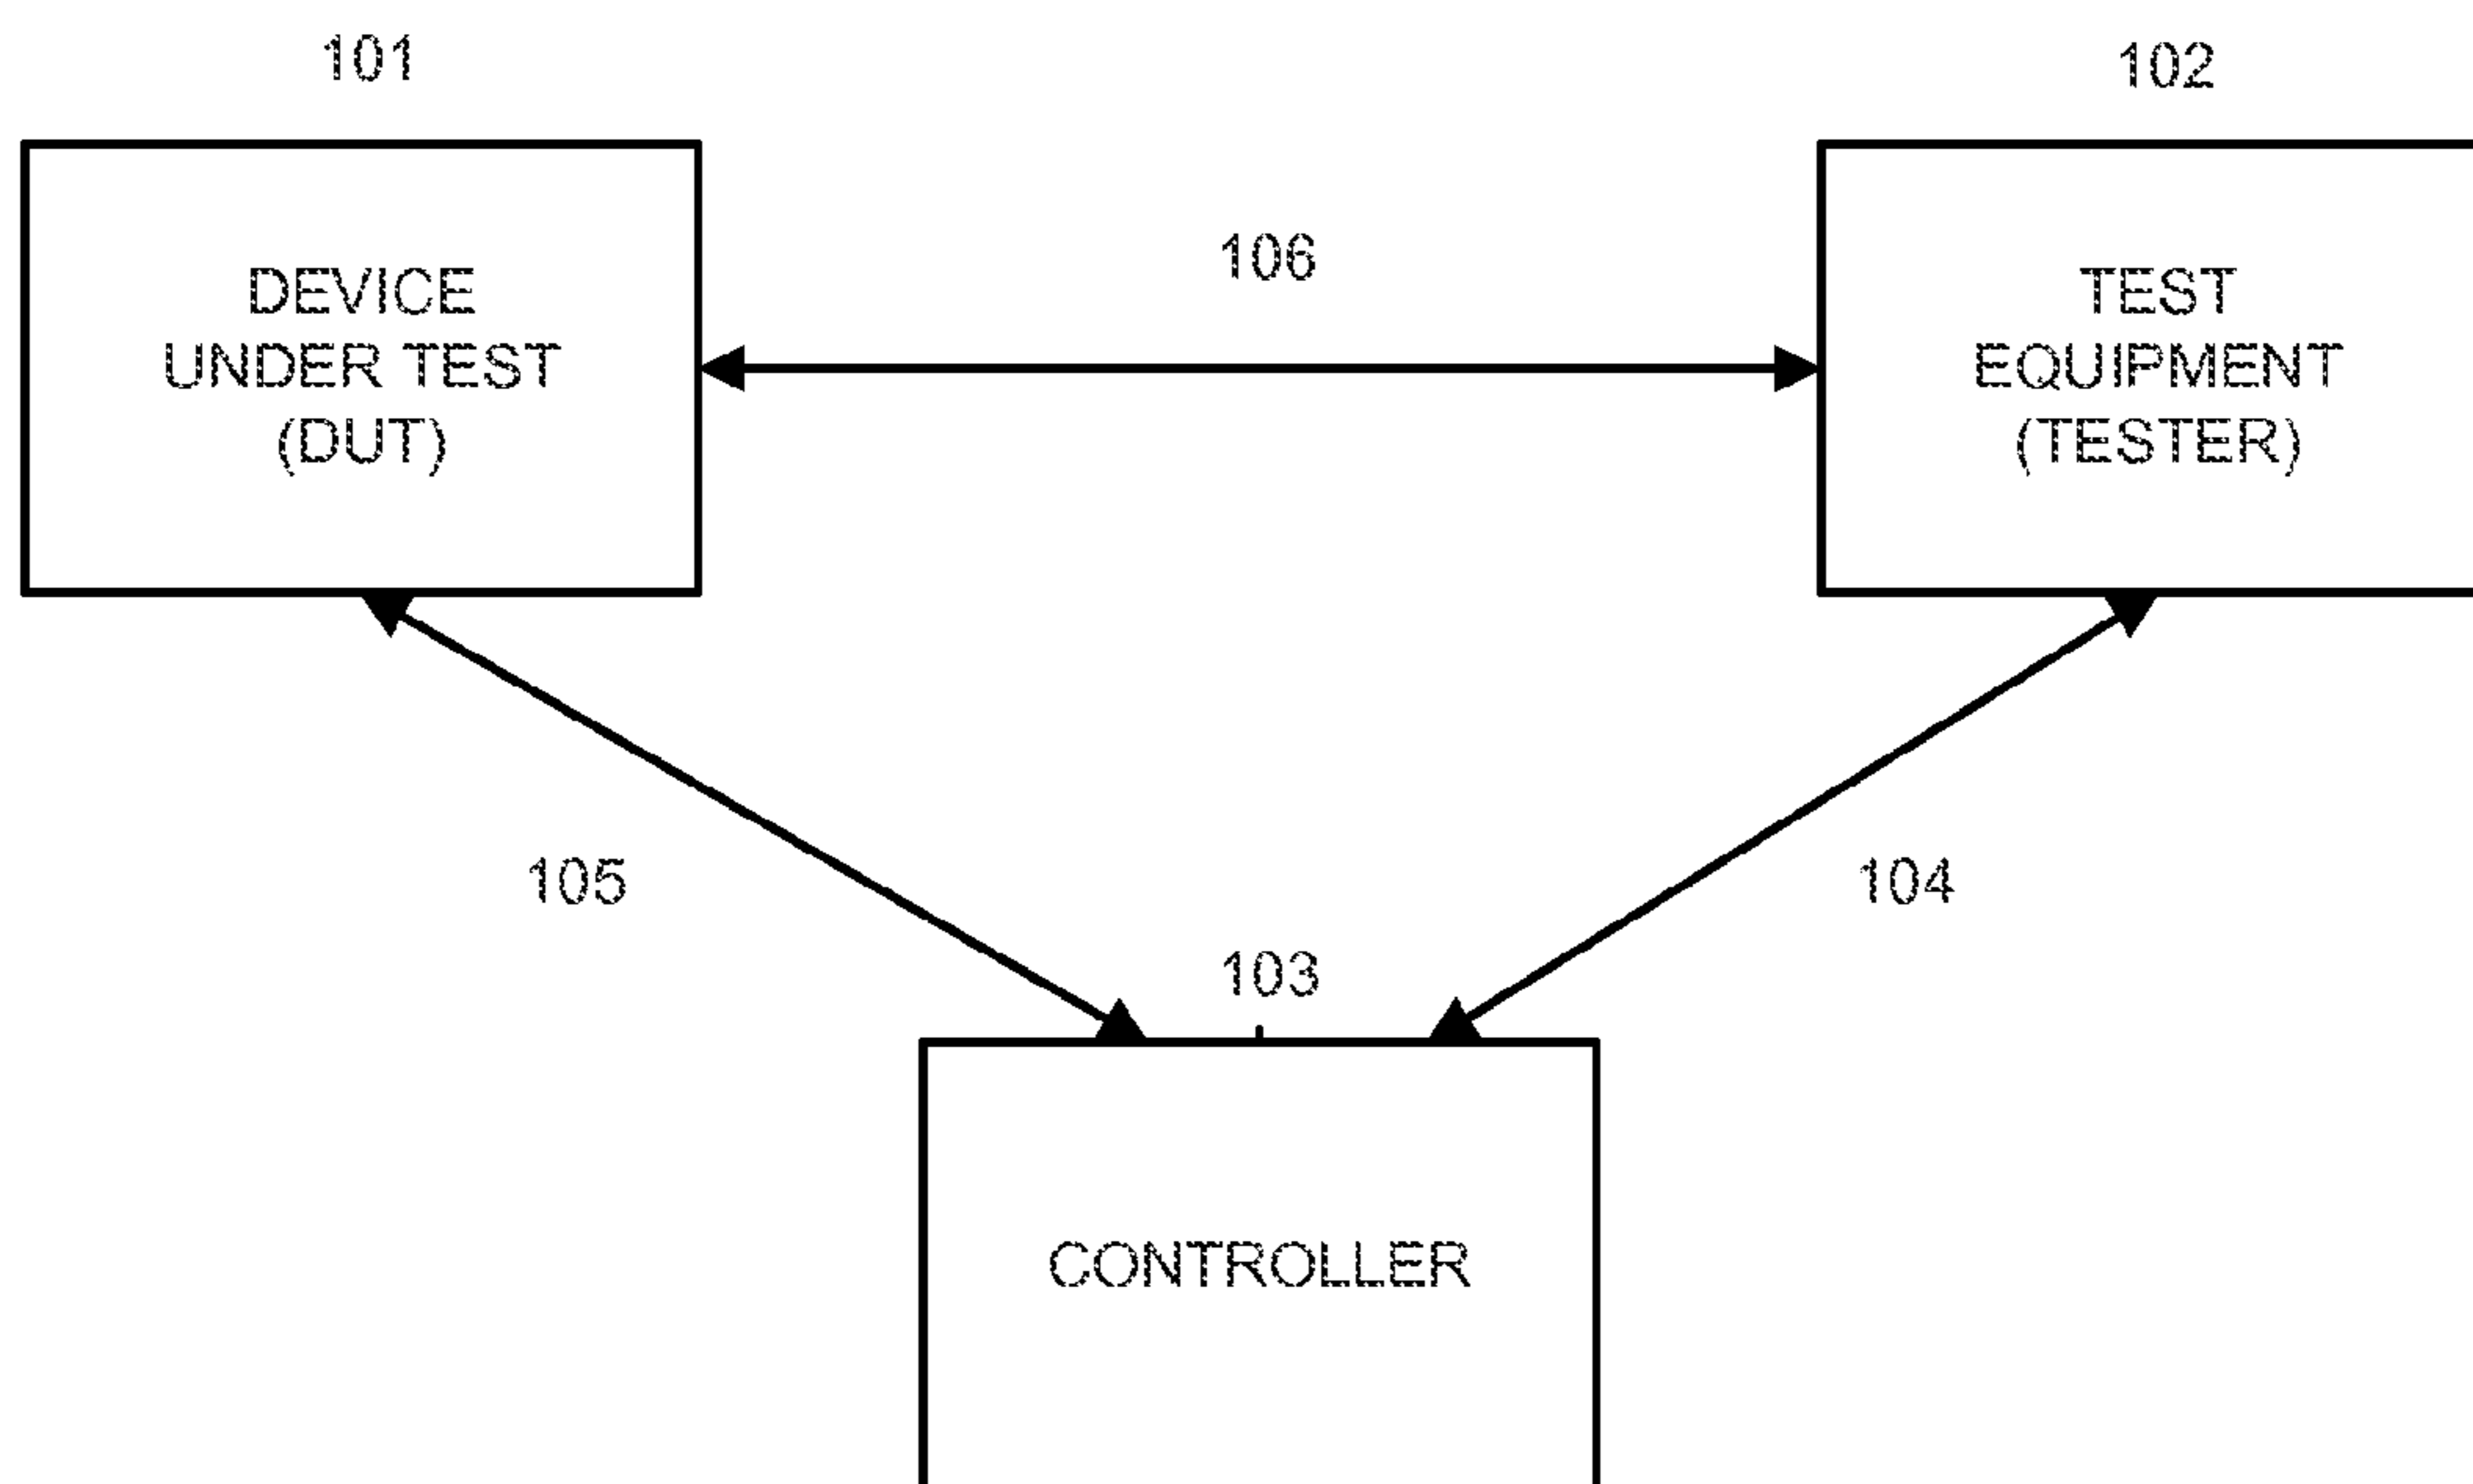 101
102
106
DEVICE
UNDER TEST
(DUT)
TEST
EQUIPMENT
(TESTER)
105
104
103
CONTROLLER